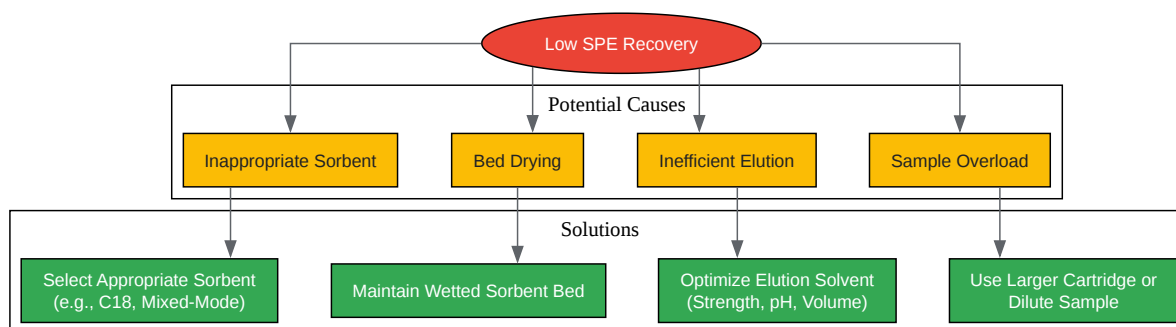 Low SPE Recovery
Potential Causes
Inappropriate Sorbent
Bed Drying
Inefficient Elution
Sample Overload
Solutions
Select Appropriate Sorbent
(e.g., C18, Mixed-Mode)
Maintain Wetted Sorbent Bed
Optimize Elution Solvent
(Strength, pH, Volume)
Use Larger Cartridge or
Dilute Sample